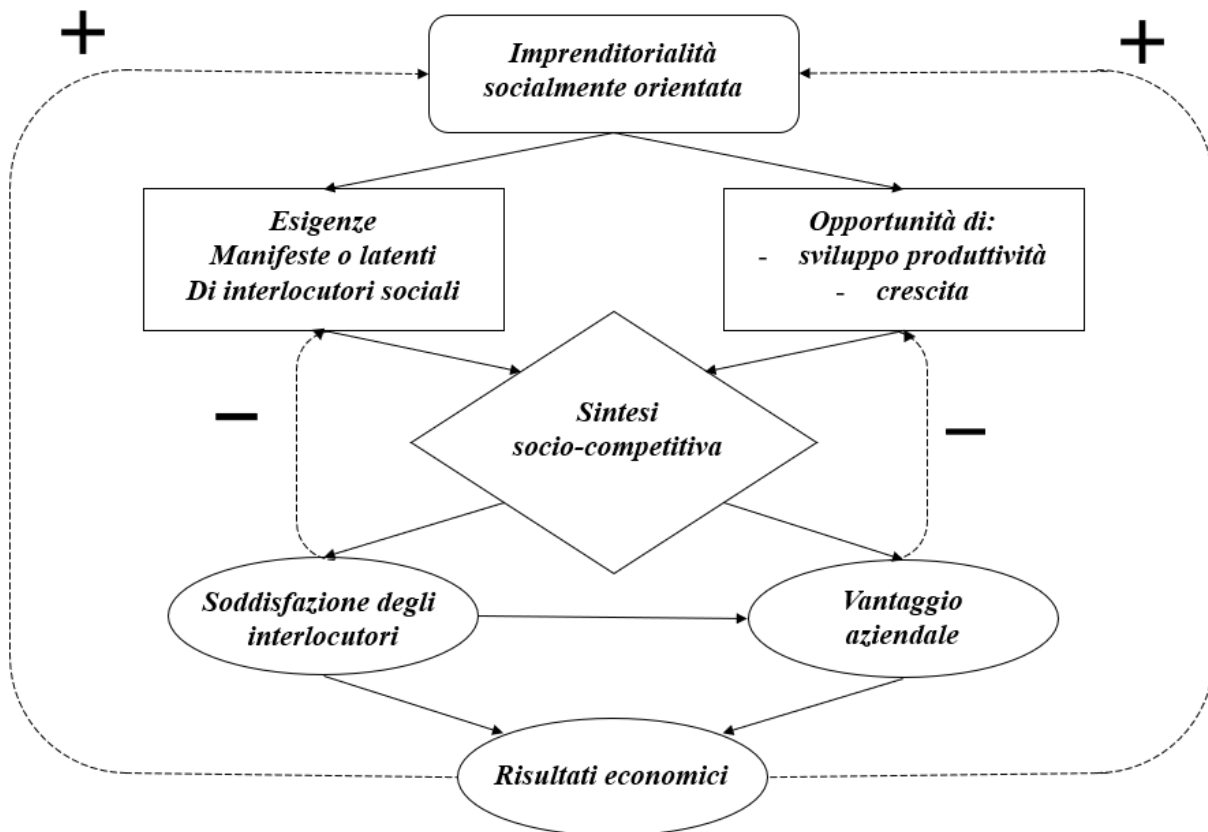 +
+
Imprenditorialità
socialmente orientata
Esigenze
Manifeste o latenti
Di interlocutori sociali
Opportunità di:
- sviluppo produttività
- crescita
Sintesi
socio-competitiva
−
−
Soddisfazione degli
interlocutori
Vantaggio
aziendale
Risultati economici